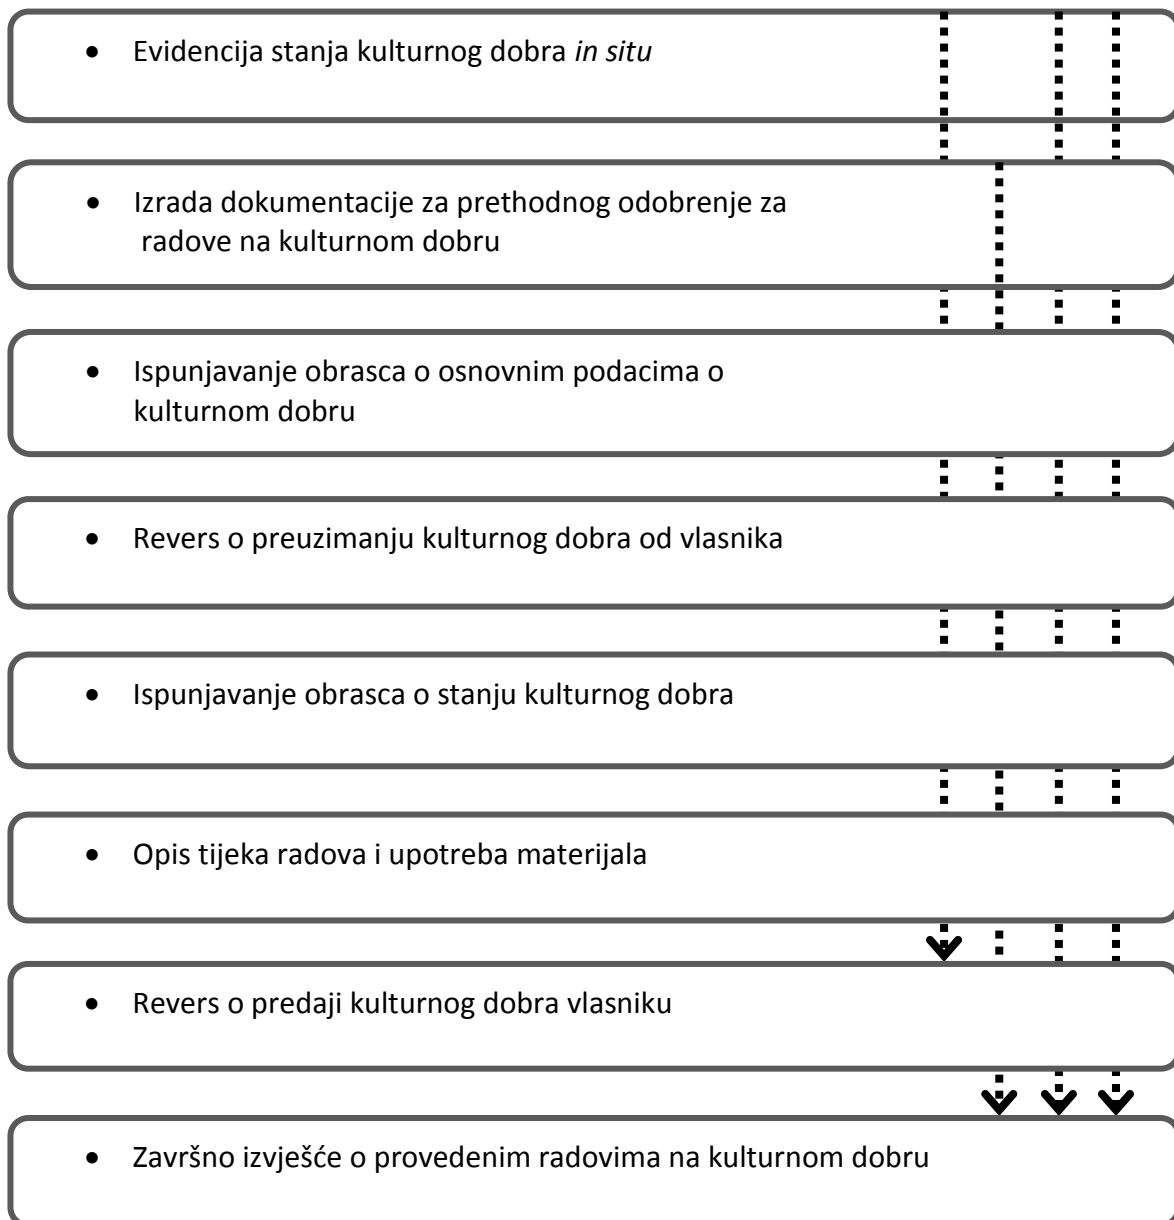 • Evidencija stanja kulturnog dobra in situ
• Izrada dokumentacije za prethodnog odobrenje za
radove na kulturnom dobru
• Ispunjavanje obrasca o osnovnim podacima o
kulturnom dobru
• Revers o preuzimanju kulturnog dobra od vlasnika
• Ispunjavanje obrasca o stanju kulturnog dobra
• Opis tijeka radova i upotreba materijala
• Revers o predaji kulturnog dobra vlasniku
• Završno izvješće o provedenim radovima na kulturnom dobru